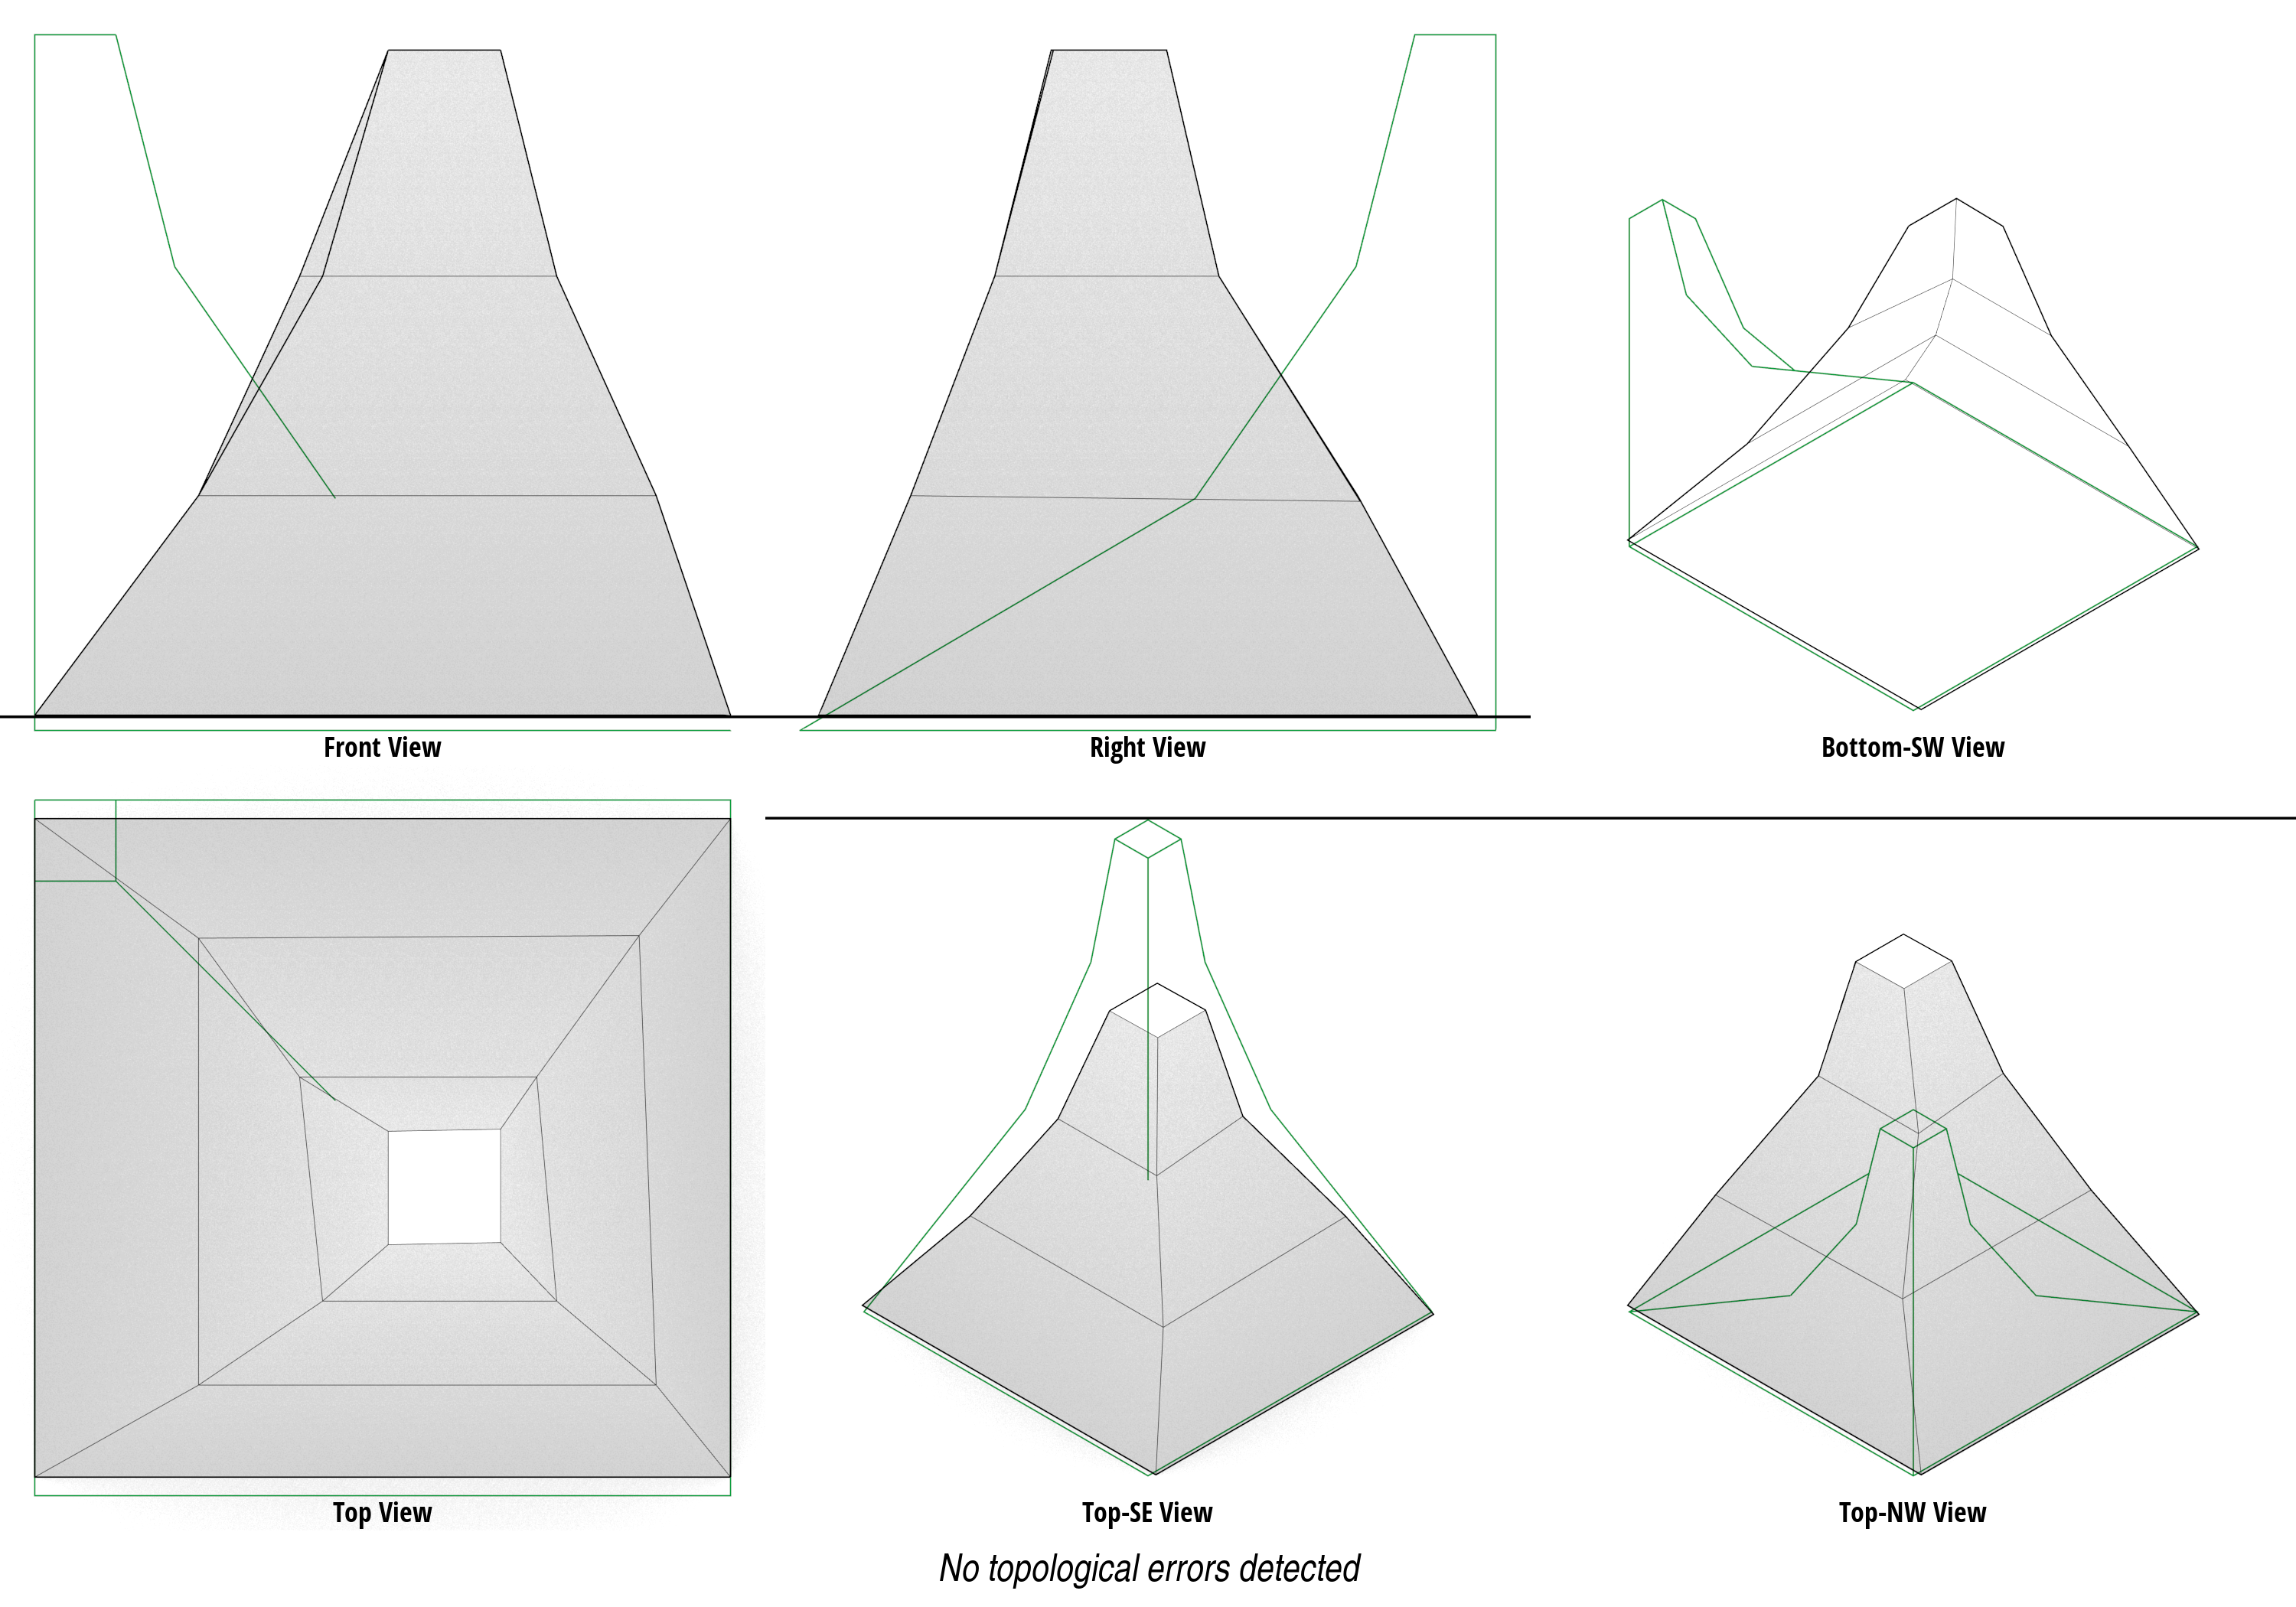 Front View
Right View
Bottom-SW View
Top View
Top-SE View
Top-NW View
No topological errors detected